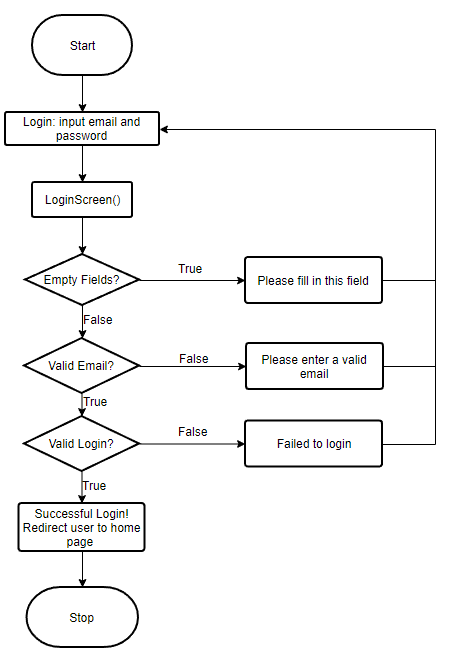 Start
Login: input email and
password
LoginScreen()
Empty Fields?
True
Please fill in this field
False
Valid Email?
False
Please enter a valid
email
True
Valid Login?
False
Failed to login
True
Successful Login!
Redirect user to home
page
Stop